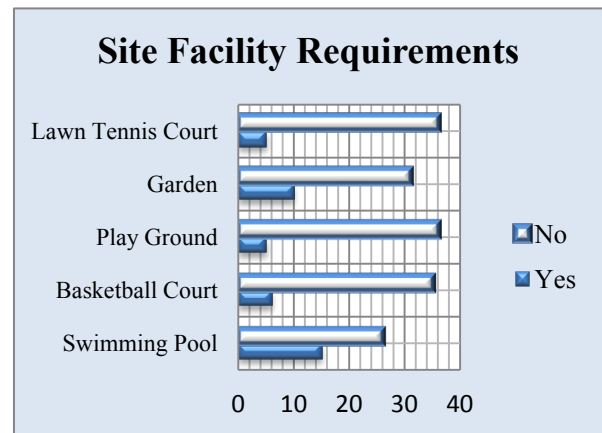 Site Facility Requirements
Lawn Tennis Court
Garden
Play Ground
Basketball Court
Swimming Pool
No
Yes
0 10 20 30 40